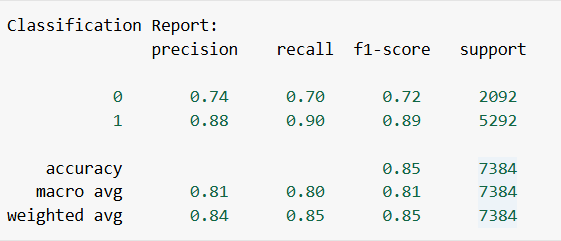 Classification Report:
precision recall f1-score support
0 0.74 0.70 0.72 2092
1 0.88 0.90 0.89 5292
accuracy 0.85 7384
macro avg 0.81 0.80 0.81 7384
weighted avg 0.84 0.85 0.85 7384